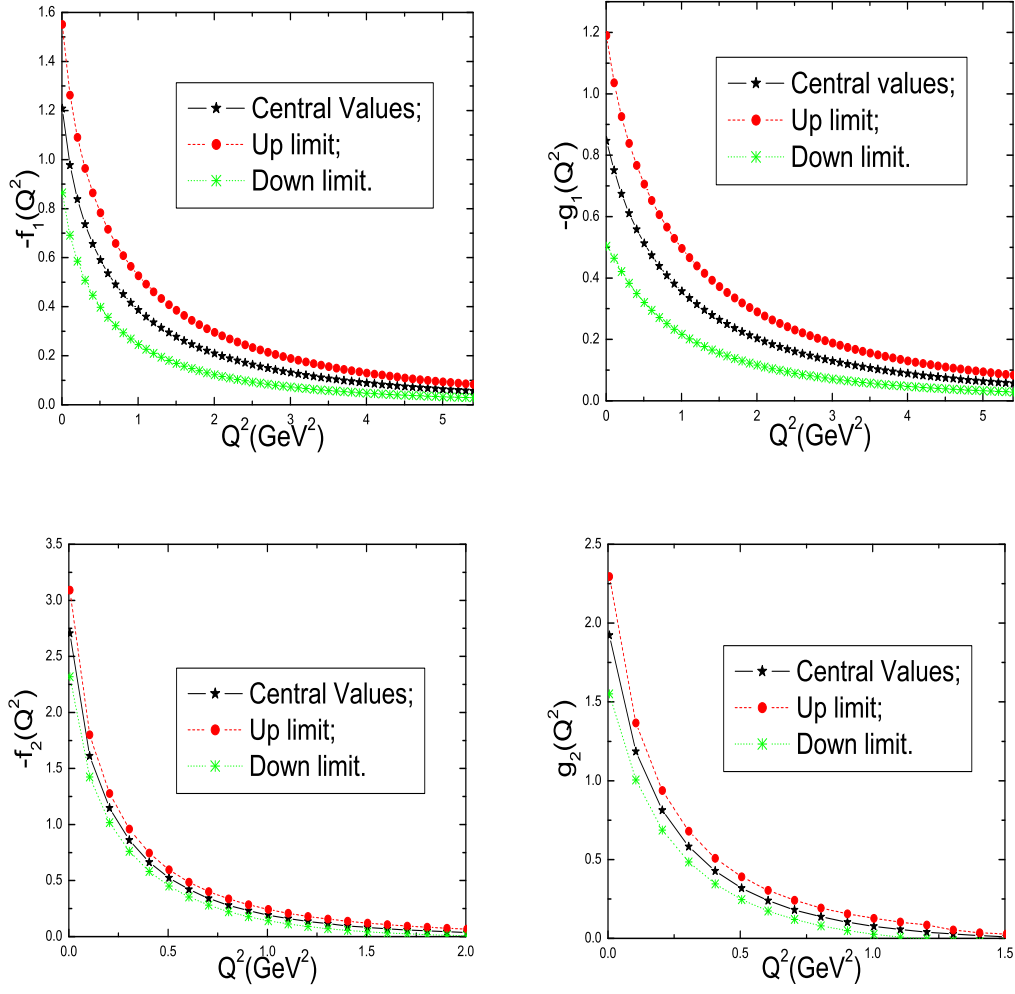 1.6
1.4
1.2
1.0
0.8
0.6
0.4
0.2
0.0
-f₁(Q²)
Central Values;
Up limit;
Down limit.
0 1 2 3 4 5
Q²(GeV²)
1.2
1.0
0.8
0.6
0.4
0.2
0.0
-g₁(Q²)
Central values;
Up limit;
Down limit.
0 1 2 3 4 5
Q²(GeV²)
3.5
3.0
2.5
2.0
1.5
1.0
0.5
0.0
-f₂(Q²)
Central Values;
Up limit;
Down limit.
0.0 0.5 1.0 1.5 2.0
Q²(GeV²)
2.5
2.0
1.5
1.0
0.5
0.0
g₂(Q²)
Central Values;
Up limit;
Down limit.
0.0 0.5 1.0 1.5
Q²(GeV²)